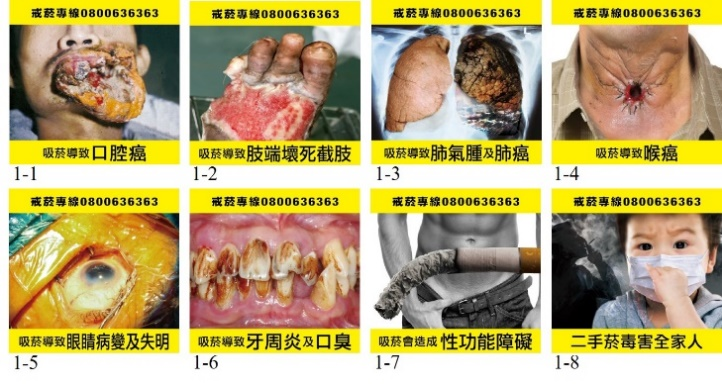 戒菸專線0800636363
戒菸專線0800636363
戒菸專線0800636363
戒菸專線0800636363
吸菸導致口腔癌
吸菸導致肢端壞死截肢
吸菸導致肺氣腫及肺癌
吸菸導致喉癌
1-1
1-2
1-3
1-4
戒菸專線0800636363
戒菸專線0800636363
戒菸專線0800636363
戒菸專線0800636363
吸菸導致眼睛病變及失明
吸菸導致牙周炎及口臭
吸菸會造成性功能障礙
二手菸毒害全家人
1-5
1-6
1-7
1-8